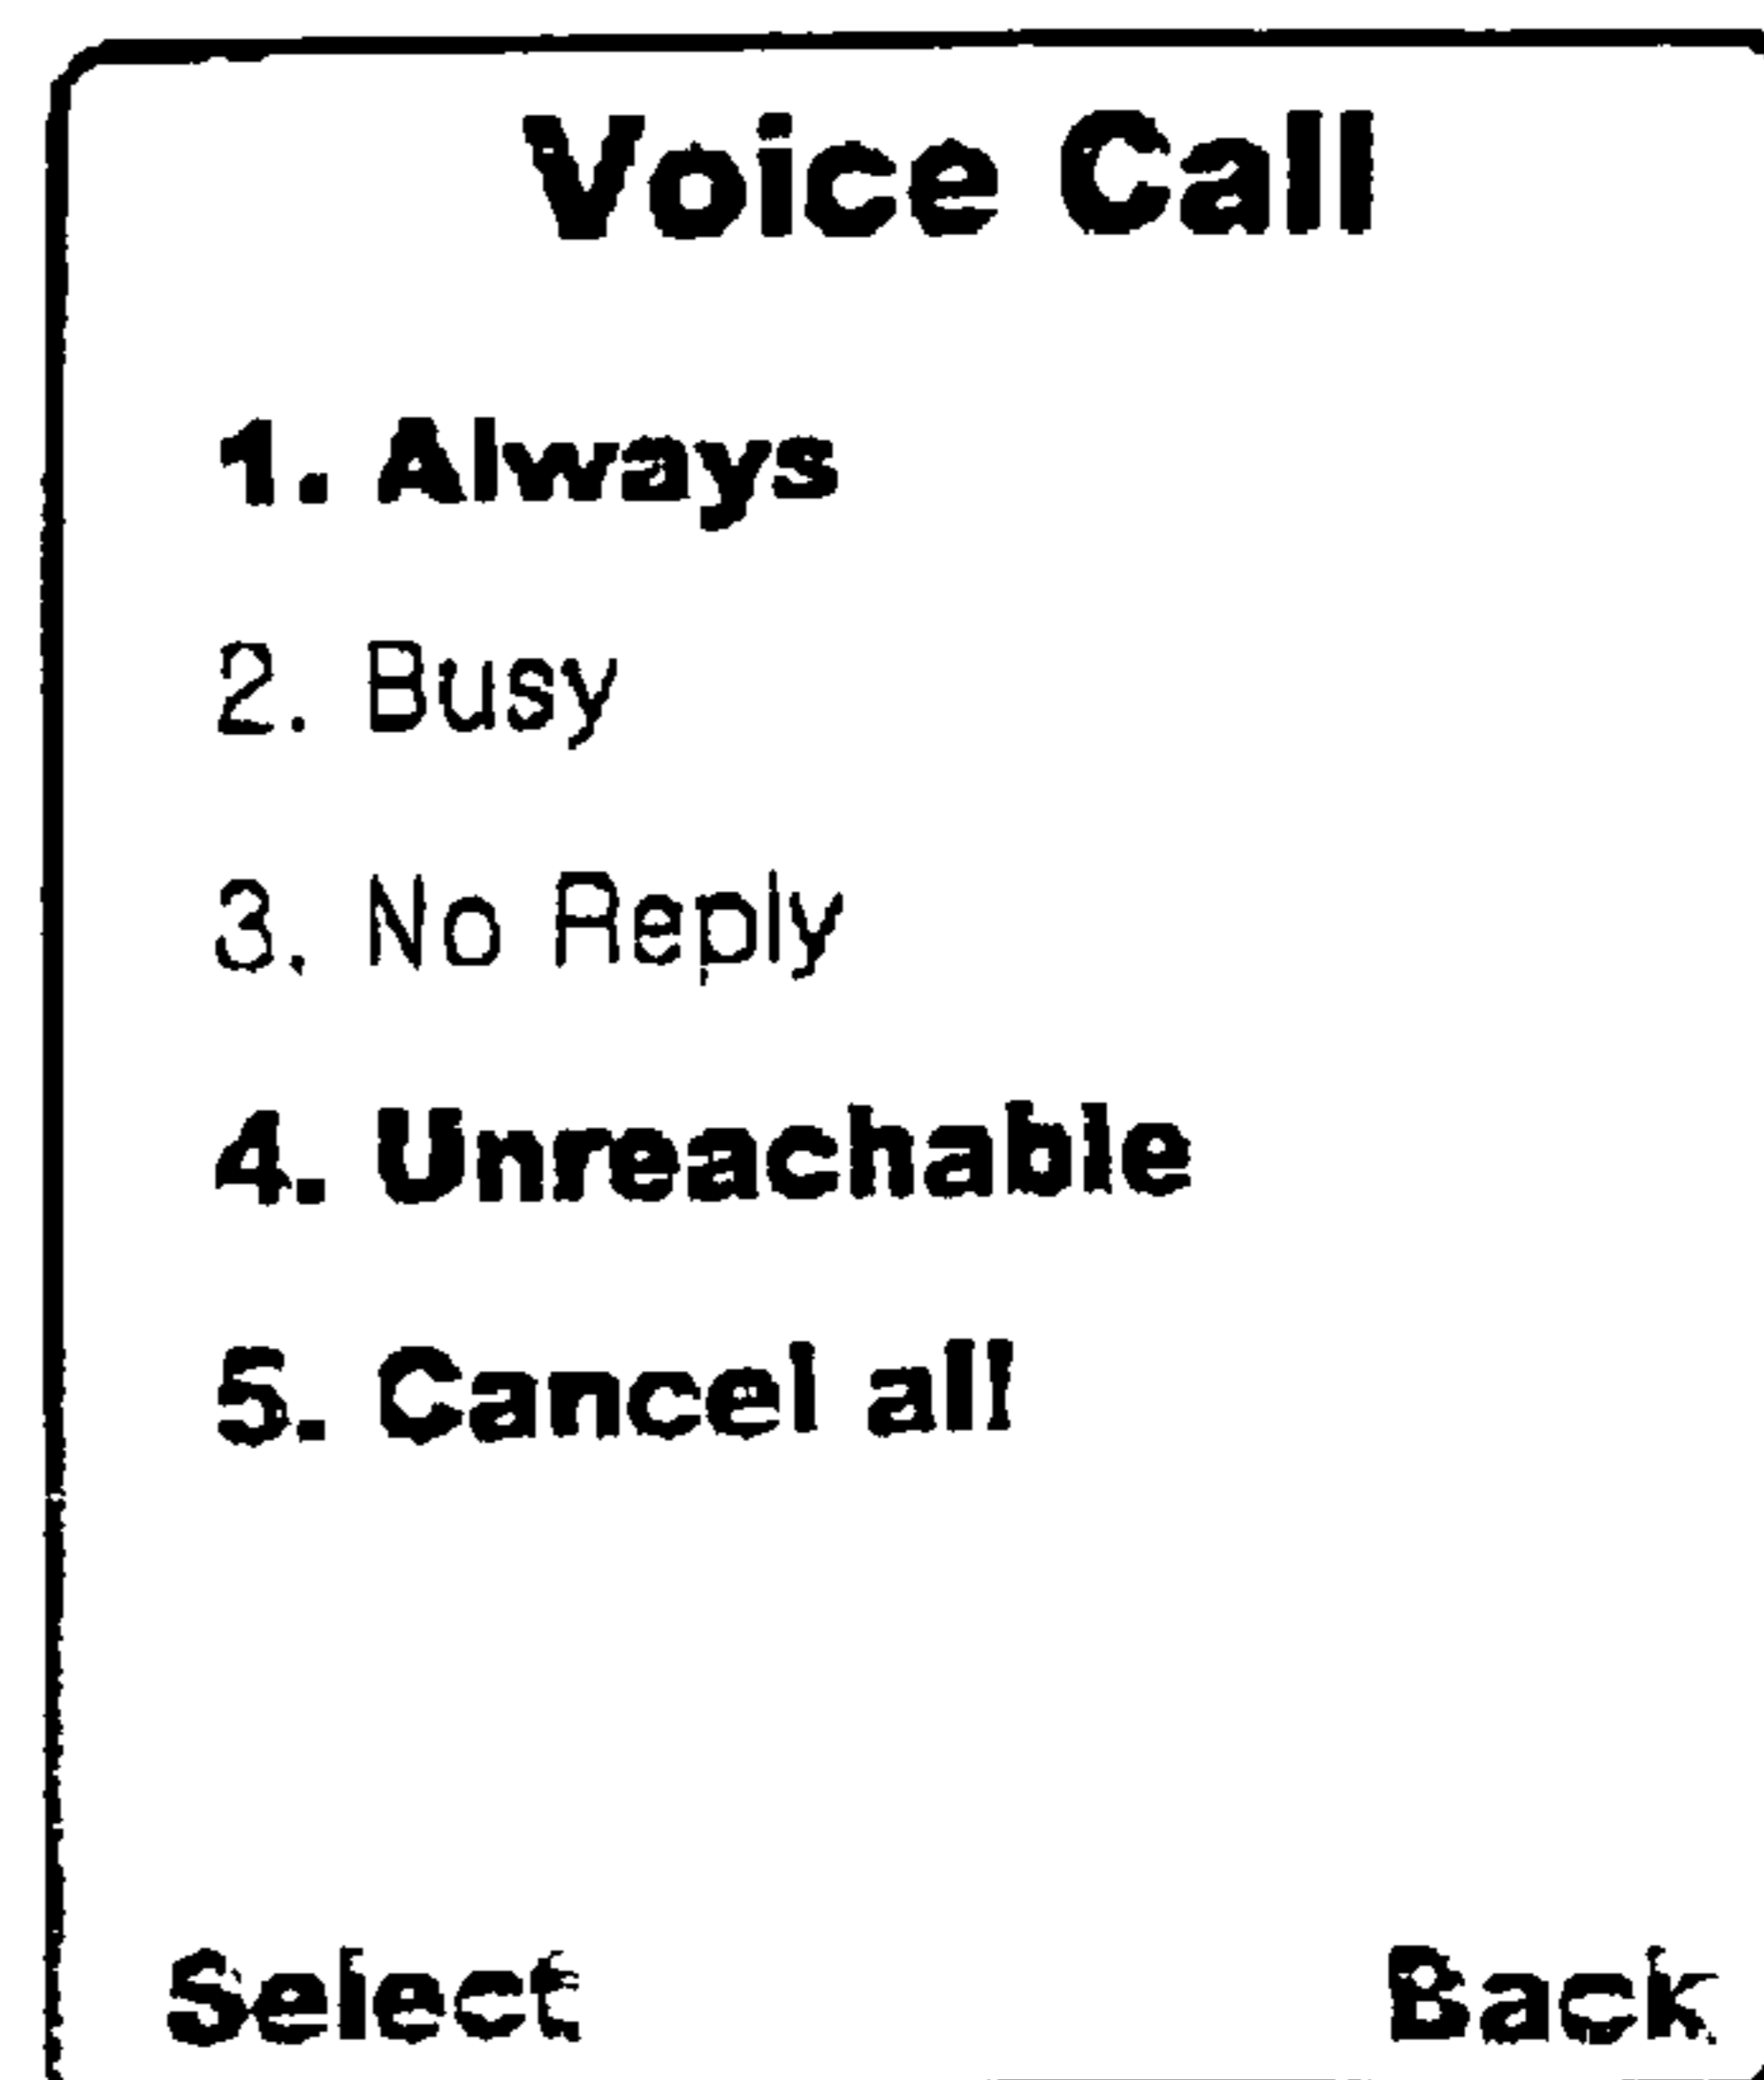 Voice Call
1. Always
2. Busy
3. No Reply
4. Unreachable
5. Cancel all
Select Back